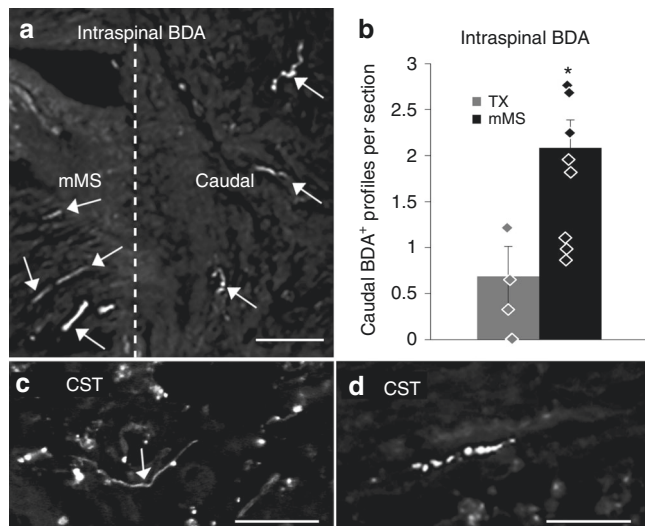 a
Intraspinal BDA
mMS
Caudal
b
Intraspinal BDA
Caudal BDA+ profiles per section
3
2.5
2
1.5
1
0.5
0
TX
mMS
*
c
CST
d
CST